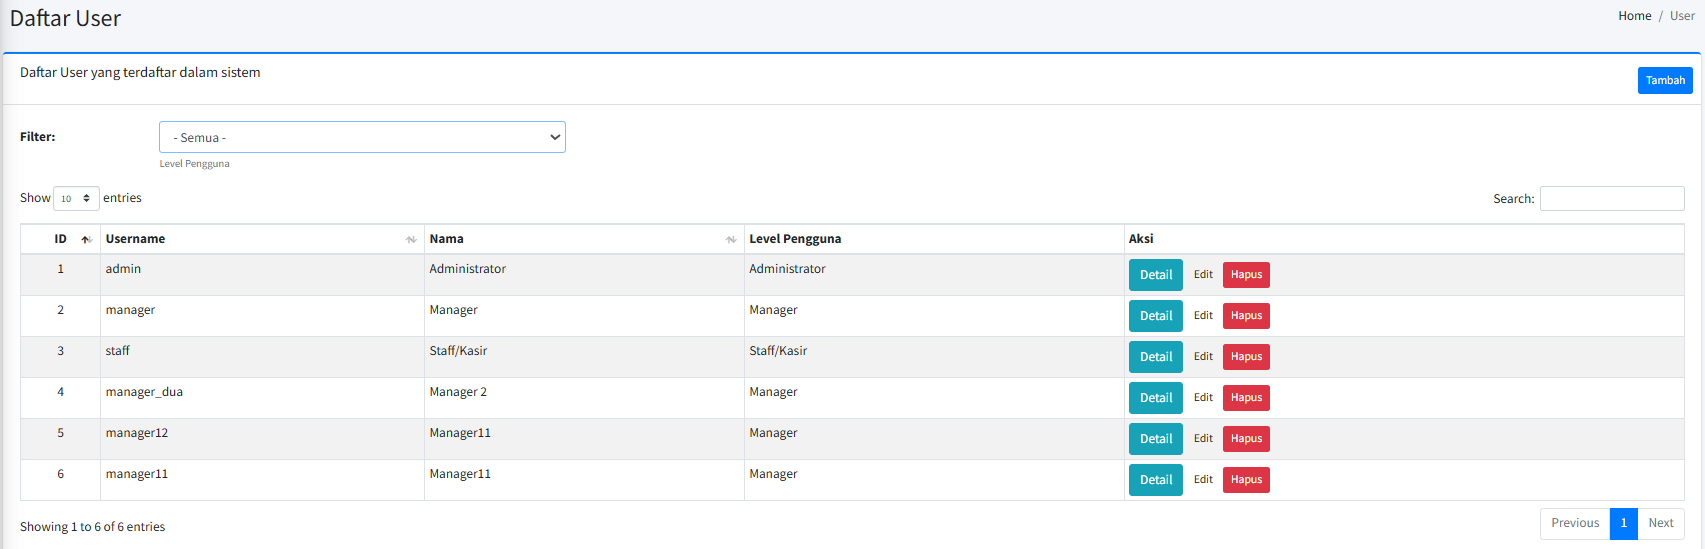 Daftar User
Home / User
Daftar User yang terdaftar dalam sistem
Tambah
Filter:
- Semua -
Level Pengguna
Show 10 entries
Search:
ID Username Nama Level Pengguna Aksi
1 admin Administrator Administrator Detail Edit Hapus
2 manager Manager Manager Detail Edit Hapus
3 staff Staff/Kasir Staff/Kasir Detail Edit Hapus
4 manager_dua Manager 2 Manager Detail Edit Hapus
5 manager12 Manager11 Manager Detail Edit Hapus
6 manager11 Manager11 Manager Detail Edit Hapus
Showing 1 to 6 of 6 entries
Previous 1 Next